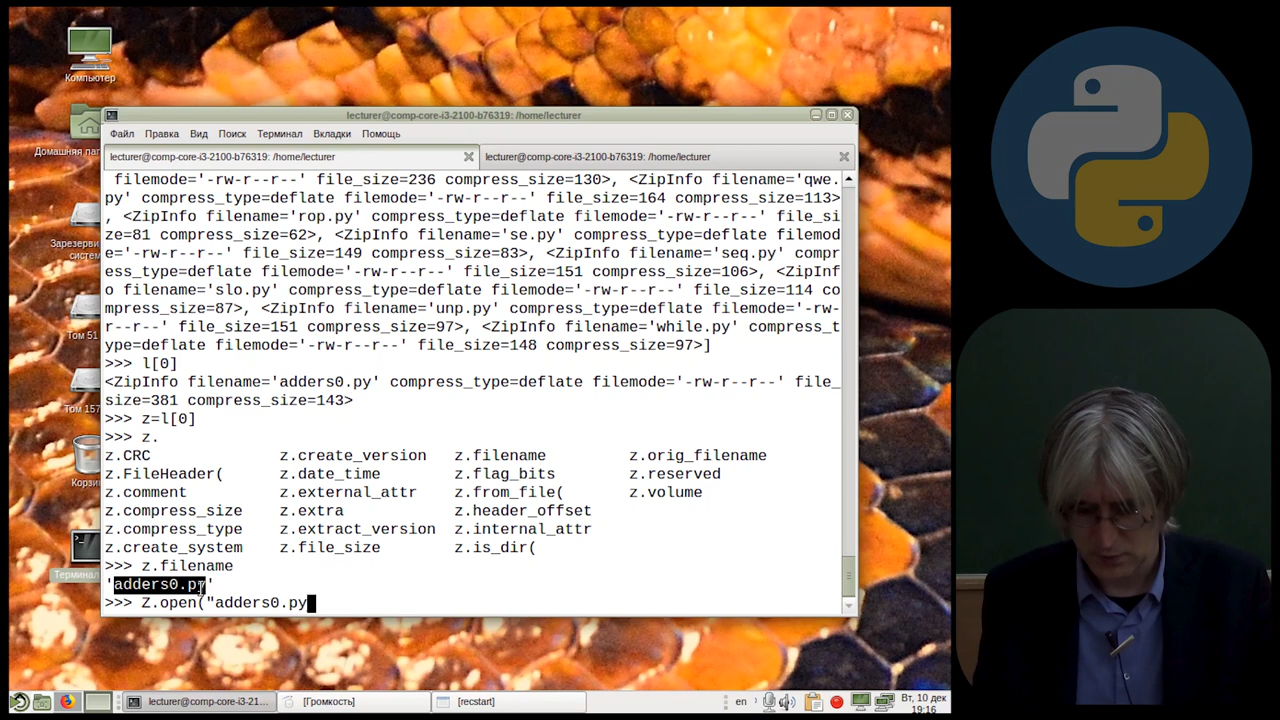 Компьютер
lecturer@comp-core-i3-2100-b76319: /home/lecturer
Файл Правка Вид Поиск Терминал Вкладки Помощь
Домашняя пап
lecturer@comp-core-i3-2100-b76319: /home/lecturer
lecturer@comp-core-i3-2100-b76319: /home/lecturer
filemode='-rw-r--r--' file_size=236 compress_size=130>, <ZipInfo filename='qwe.
py' compress_type=deflate filemode='-rw-r--r--' file_size=164 compress_size=113>
, <ZipInfo filename='rop.py' compress_type=deflate filemode='-rw-r--r--' file_si
ze=81 compress_size=62>, <ZipInfo filename='se.py' compress_type=deflate filemod
e='-rw-r--r--' file_size=149 compress_size=83>, <ZipInfo filename='seq.py' compr
ess_type=deflate filemode='-rw-r--r--' file_size=151 compress_size=106>, <ZipInf
o filename='slo.py' compress_type=deflate filemode='-rw-r--r--' file_size=114 co
mpress_size=87>, <ZipInfo filename='unp.py' compress_type=deflate filemode='-rw-
r--r--' file_size=151 compress_size=97>, <ZipInfo filename='while.py' compress_t
ype=deflate filemode='-rw-r--r--' file_size=148 compress_size=97>]
>>> l[0]
<ZipInfo filename='adders0.py' compress_type=deflate filemode='-rw-r--r--' file_
size=381 compress_size=143>
>>> z=l[0]
>>> z.
z.CRC z.create_version z.filename z.orig_filename
z.FileHeader( z.date_time z.flag_bits z.reserved
z.comment z.external_attr z.from_file( z.volume
z.compress_size z.extra z.header_offset
z.compress_type z.extract_version z.internal_attr
z.create_system z.file_size z.is_dir(
>>> z.filename
'adders0.py'
>>> Z.open("adders0.py
Зарезерви
систем
Том 51
Том 157
Корзи
Терминал
lecturer@comp-core-i3-21...
[Громкость]
[recstart]
en
Вт, 10 дек
19:16